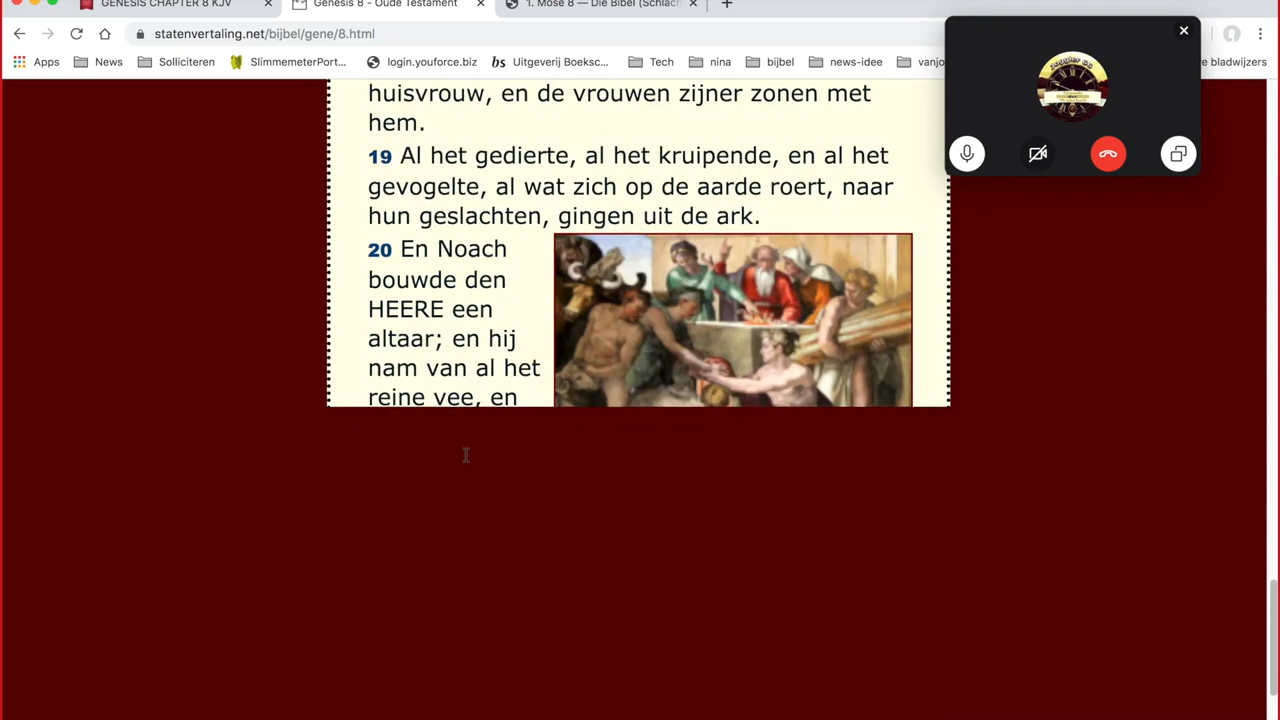 GENESIS CHAPTER 8 KJV
Genesis 8 - Oude Testament
1. Mose 8 — Die Bibel (Schlach
statenvertaling.net/bijbel/gene/8.html
Apps News Solliciteren SlimmemeterPort... login.youforce.biz bs Uitgeverij Boeksc... Tech nina bijbel news-idee vanjo
re bladwijzers
huisvrouw, en de vrouwen zijner zonen met
hem.
19 Al het gedierte, al het kruipende, en al het
gevogelte, al wat zich op de aarde roert, naar
hun geslachten, gingen uit de ark.
20 En Noach
bouwde den
HEERE een
altaar; en hij
nam van al het
reine vee, en